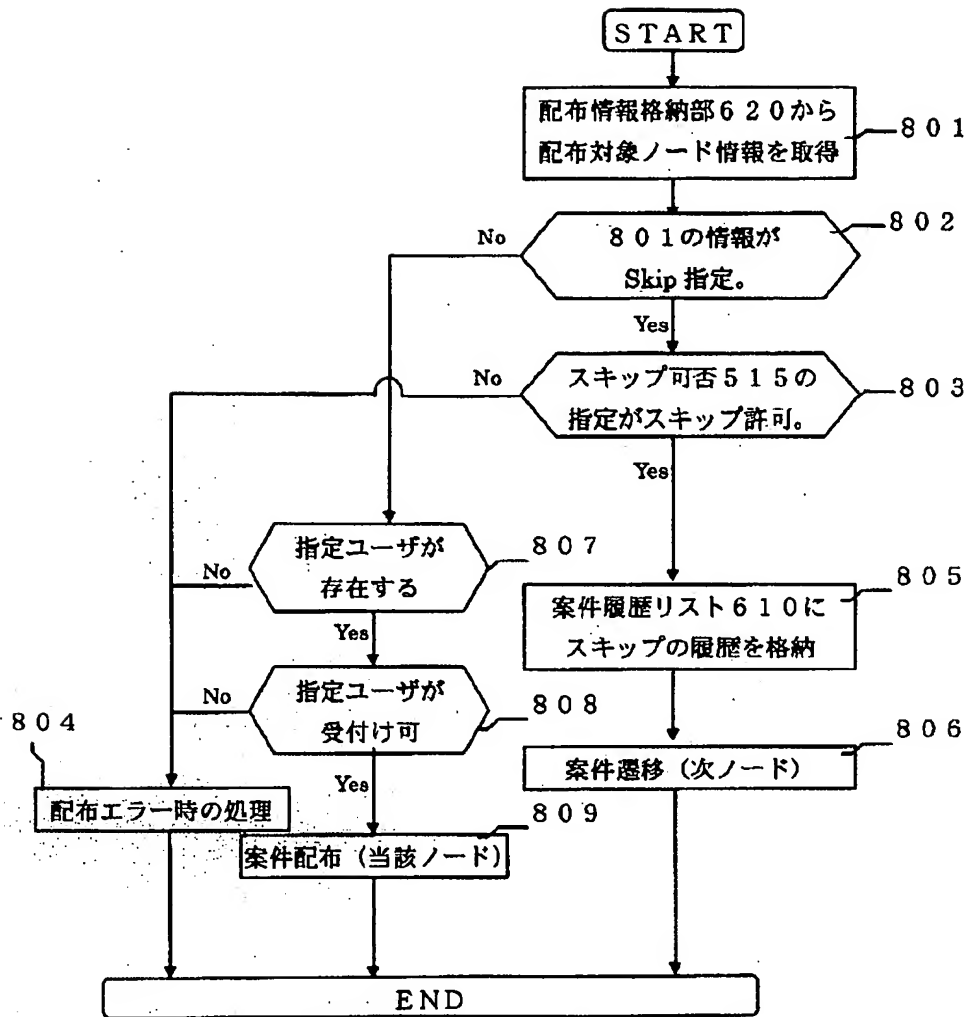 START
配布情報格納部620から
配布対象ノード情報を取得
801
801の情報が
Skip 指定。
802
No
Yes
スキップ可否515の
指定がスキップ許可。
803
No
Yes
指定ユーザが
存在する
807
No
Yes
案件履歴リスト610に
スキップの履歴を格納
805
指定ユーザが
受付け可
808
No
Yes
804
配布エラー時の処理
案件遷移（次ノード）
806
案件配布（当該ノード）
809
END